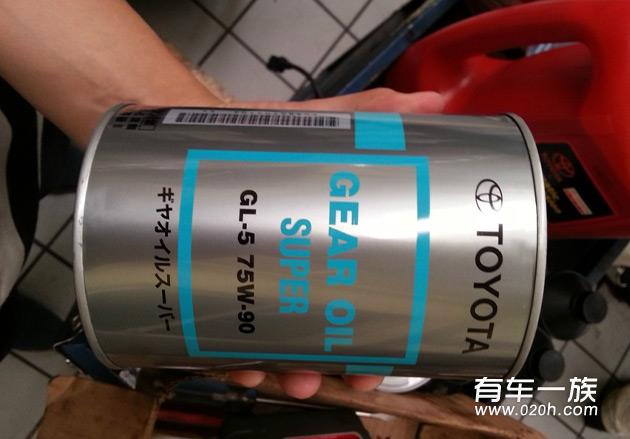 TOYOTA
GEAR OIL
SUPER
GL-5 75W-90
ギヤオイルスーパー
有车一族
www.020h.com